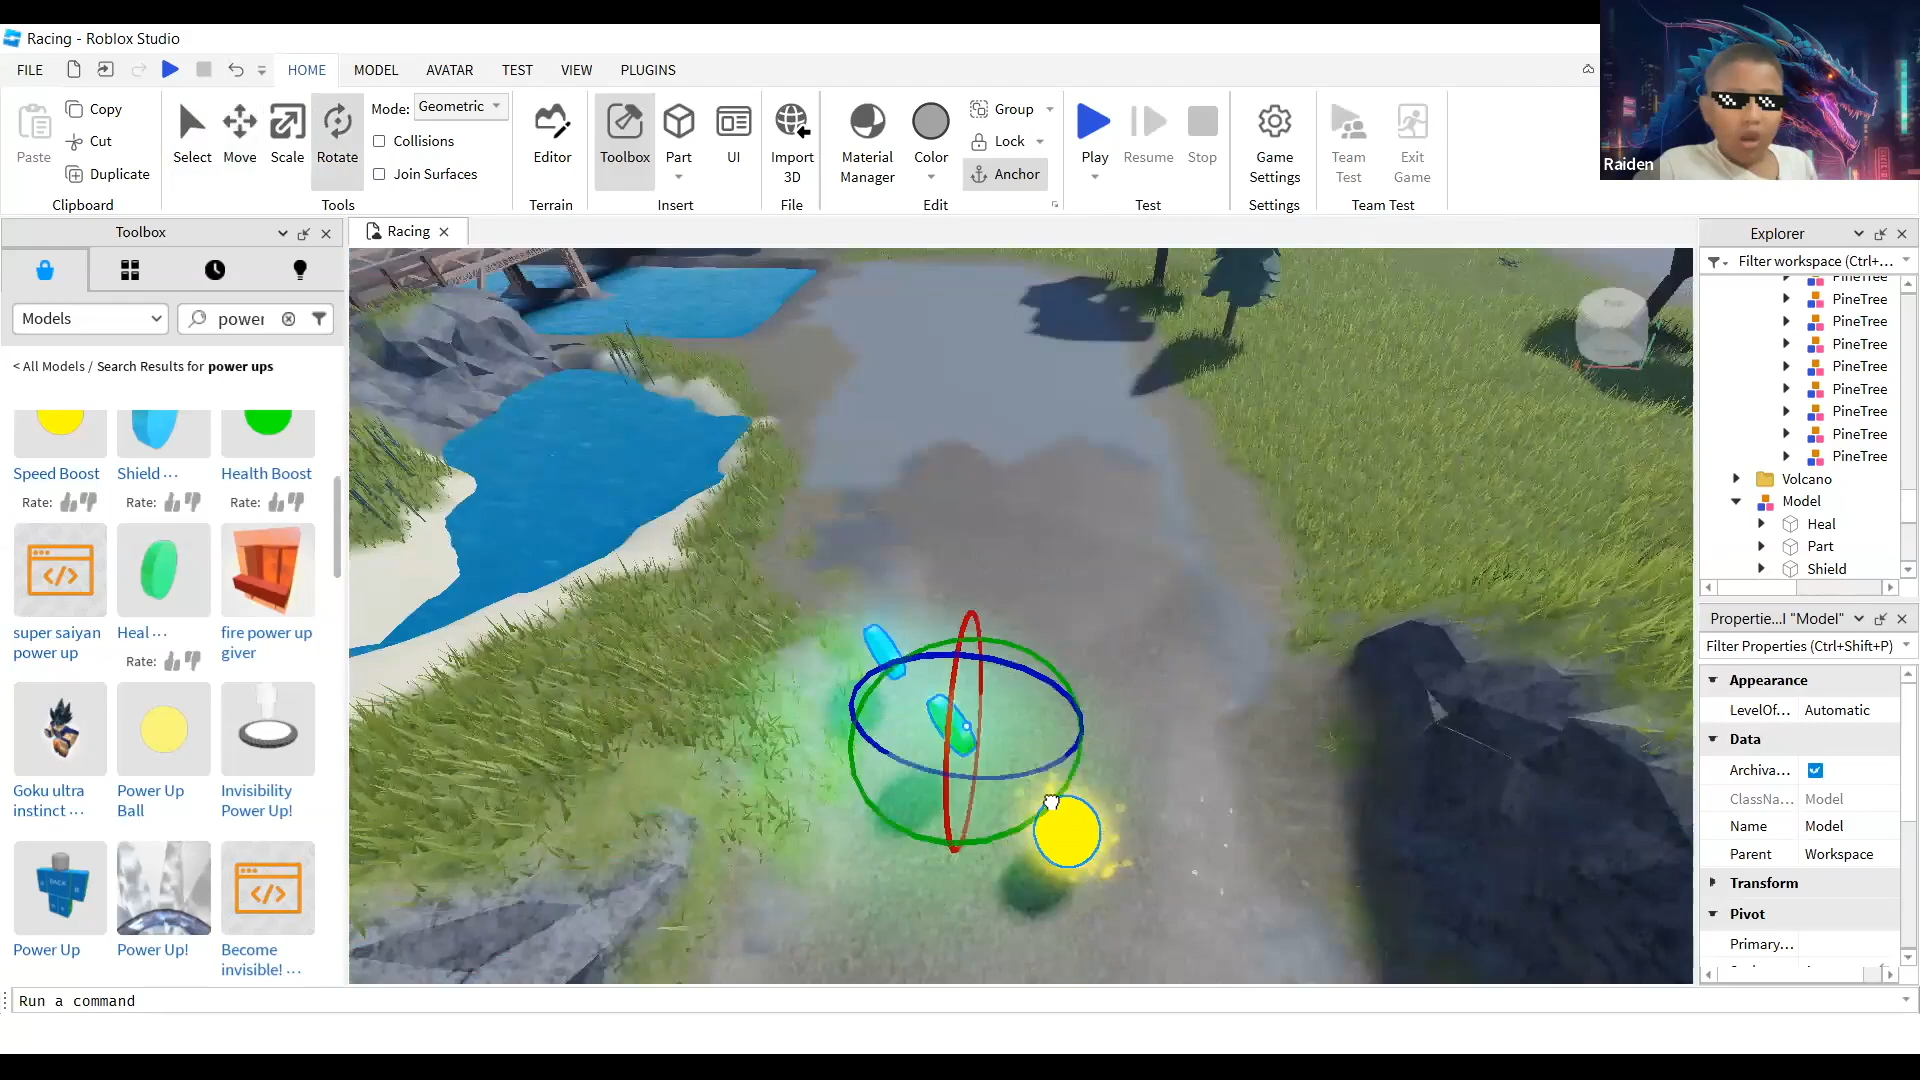 Racing - Roblox Studio
FILE
HOME
MODEL
AVATAR
TEST
VIEW
PLUGINS
Paste
Copy
Cut
Duplicate
Clipboard
Select
Move
Scale
Rotate
Mode:
Geometric
Collisions
Join Surfaces
Tools
Editor
Terrain
Toolbox
Part
UI
Insert
Import
3D
File
Material
Manager
Color
Group
Lock
Anchor
Edit
Play
Resume
Stop
Test
Game
Settings
Settings
Team
Test
Exit
Game
Team Test
Raiden
Toolbox
Models
power
< All Models / Search Results for power ups
Speed Boost
Shield ...
Health Boost
Rate:
Rate:
Rate:
super saiyan
power up
Heal ...
Rate:
fire power up
giver
Goku ultra
instinct ...
Power Up
Ball
Invisibility
Power Up!
Power Up
Power Up!
Become
invisible! ...
Racing
Explorer
Filter workspace (Ctrl+...
PineTree
PineTree
PineTree
PineTree
PineTree
PineTree
PineTree
PineTree
PineTree
Volcano
Model
Heal
Part
Shield
Propertie...l "Model"
Filter Properties (Ctrl+Shift+P)
Appearance
LevelOf...
Automatic
Data
Archiva...
ClassNa...
Model
Name
Model
Parent
Workspace
Transform
Pivot
Primary...
Run a command